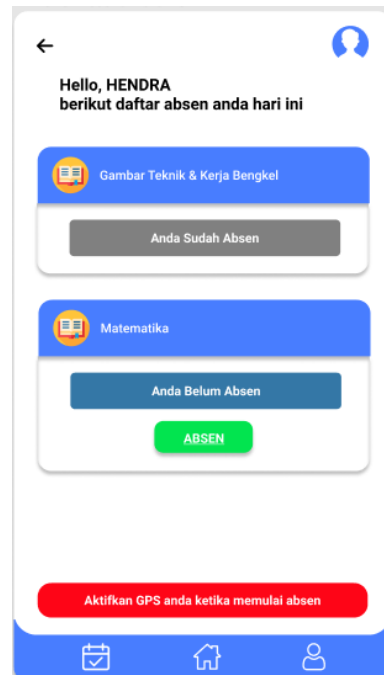 Hello, HENDRA
berikut daftar absen anda hari ini
Gambar Teknik & Kerja Bengkel
Anda Sudah Absen
Matematika
Anda Belum Absen
ABSEN
Aktifkan GPS anda ketika memulai absen